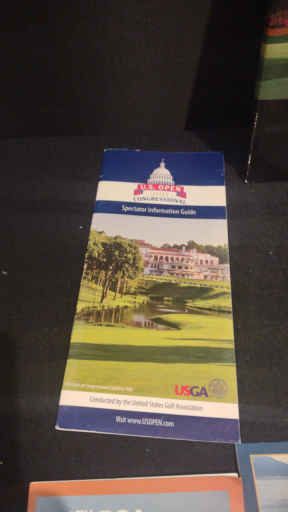 U.S. OPEN
CONGRESSIONAL
Spectator Information Guide
USGA
Conducted by the United States Golf Association
Visit www.USOPEN.com